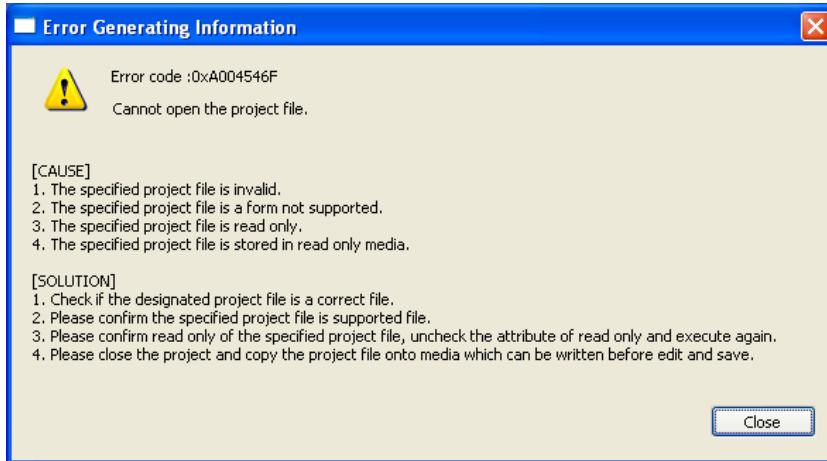 Error Generating Information
Error code :0xA004546F
Cannot open the project file.
[CAUSE]
1. The specified project file is invalid.
2. The specified project file is a form not supported.
3. The specified project file is read only.
4. The specified project file is stored in read only media.
[SOLUTION]
1. Check if the designated project file is a correct file.
2. Please confirm the specified project file is supported file.
3. Please confirm read only of the specified project file, uncheck the attribute of read only and execute again.
4. Please close the project and copy the project file onto media which can be written before edit and save.
Close